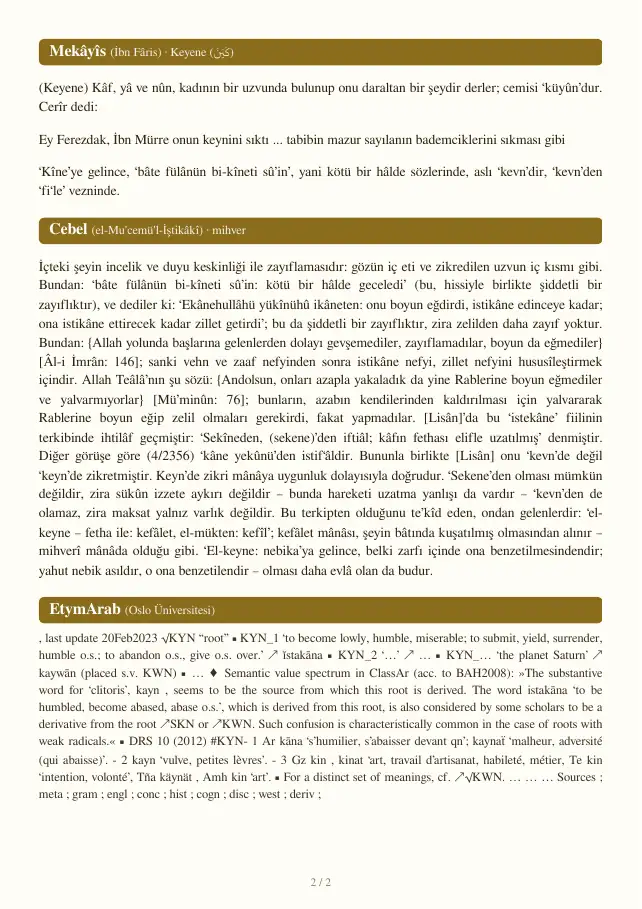 Mekâyîs (İbn Fâris) · Keyene (كَيَنَ)
(Keyene) Kâf, yâ ve nûn, kadının bir uzvunda bulunup onu daraltan bir şeydir derler; cemisi ‘küyûn’dur.
Cerîr dedi:
Ey Ferezdak, İbn Mürre onun keynini sıktı ... tabibin mazur sayılanın bademciklerini sıkması gibi
‘Kîne’ye gelince, ‘bâte fülânün bi-kîneti sû’in’, yani kötü bir hâlde sözlerinde, aslı ‘kevn’dir, ‘kevn’den
‘fi‘le’ vezninde.
Cebel (el-Mu'cemü'l-İştikâkî) · mihver
İçteki şeyin incelik ve duyu keskinliği ile zayıflamasıdır: gözün iç eti ve zikredilen uzvun iç kısmı gibi.
Bundan: ‘bâte fülânün bi-kîneti sû’in: kötü bir hâlde geceledi’ (bu, hissiyle birlikte şiddetli bir
zayıflıktır), ve dediler ki: ‘Ekânehullâhü yükînühû ikâneten: onu boyun eğdirdi, istikâne edinceye kadar;
ona istikâne ettirecek kadar zillet getirdi’; bu da şiddetli bir zayıflıktır, zira zelilden daha zayıf yoktur.
Bundan: {Allah yolunda başlarına gelenlerden dolayı gevşemediler, zayıflamadılar, boyun da eğmediler}
[Âl-i İmrân: 146]; sanki vehn ve zaaf nefyinden sonra istikâne nefyi, zillet nefyini hususîleştirmek
içindir. Allah Teâlâ’nın şu sözü: {Andolsun, onları azapla yakaladık da yine Rablerine boyun eğmediler
ve yalvarmıyorlar} [Mü’minûn: 76]; bunların, azabın kendilerinden kaldırılması için yalvararak
Rablerine boyun eğip zelil olmaları gerekirdi, fakat yapmadılar. [Lisân]’da bu ‘istekâne’ fiilinin
terkibinde ihtilâf geçmiştir: ‘Sekîneden, (sekene)’den iftiâl; kâfın fethası elifle uzatılmış’ denmiştir.
Diğer görüşe göre (4/2356) ‘kâne yekûnü’den istif‘âldir. Bununla birlikte [Lisân] onu ‘kevn’de değil
‘keyn’de zikretmiştir. Keyn’de zikri mânâya uygunluk dolayısıyla doğrudur. ‘Sekene’den olması mümkün
değildir, zira sükûn izzete aykırı değildir – bunda hareketi uzatma yanlışı da vardır – ‘kevn’den de
olamaz, zira maksat yalnız varlık değildir. Bu terkipten olduğunu te’kîd eden, ondan gelenlerdir: ‘el-
keyne – fetha ile: kefâlet, el-mükten: kefîl’; kefâlet mânâsı, şeyin bâtında kuşatılmış olmasından alınır –
mihverî mânâda olduğu gibi. ‘El-keyne: nebika’ya gelince, belki zarfı içinde ona benzetilmesindendir;
yahut nebik asıldır, o ona benzetilendir – olması daha evlâ olan da budur.
EtymArab (Oslo Üniversitesi)
, last update 20Feb2023 √KYN “root” ▪ KYN_1 ‘to become lowly, humble, miserable; to submit, yield, surrender,
humble o.s.; to abandon o.s., give o.s. over.’ ↗ ĭstakāna ▪ KYN_2 ‘…’ ↗ … ▪ KYN_… ‘the planet Saturn’ ↗
kaywān (placed s.v. KWN) ▪ … ♦ Semantic value spectrum in ClassAr (acc. to BAH2008): »The substantive
word for ‘clitoris’, kayn , seems to be the source from which this root is derived. The word istakāna ‘to be
humbled, become abased, abase o.s.’, which is derived from this root, is also considered by some scholars to be a
derivative from the root ↗SKN or ↗KWN. Such confusion is characteristically common in the case of roots with
weak radicals.« ▪ DRS 10 (2012) #KYN- 1 Ar kāna ‘s’humilier, s’abaisser devant qn’; kaynaẗ ‘malheur, adversité
(qui abaisse)’. - 2 kayn ‘vulve, petites lèvres’. - 3 Gz kin , kinat ‘art, travail d’artisanat, habileté, métier, Te kin
‘intention, volonté’, Tña käynät , Amh kin ‘art’. ▪ For a distinct set of meanings, cf. ↗√KWN. … … … Sources ;
meta ; gram ; engl ; conc ; hist ; cogn ; disc ; west ; deriv ;
2 / 2